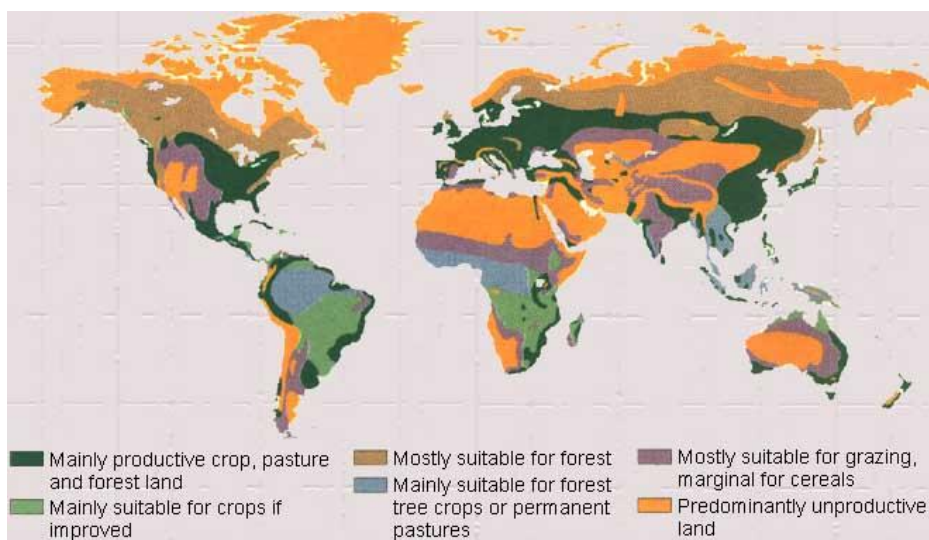 Mainly productive crop, pasture
and forest land
Mainly suitable for crops if
improved
Mostly suitable for forest
Mainly suitable for forest
tree crops or permanent
pastures
Mostly suitable for grazing,
marginal for cereals
Predominantly unproductive
land